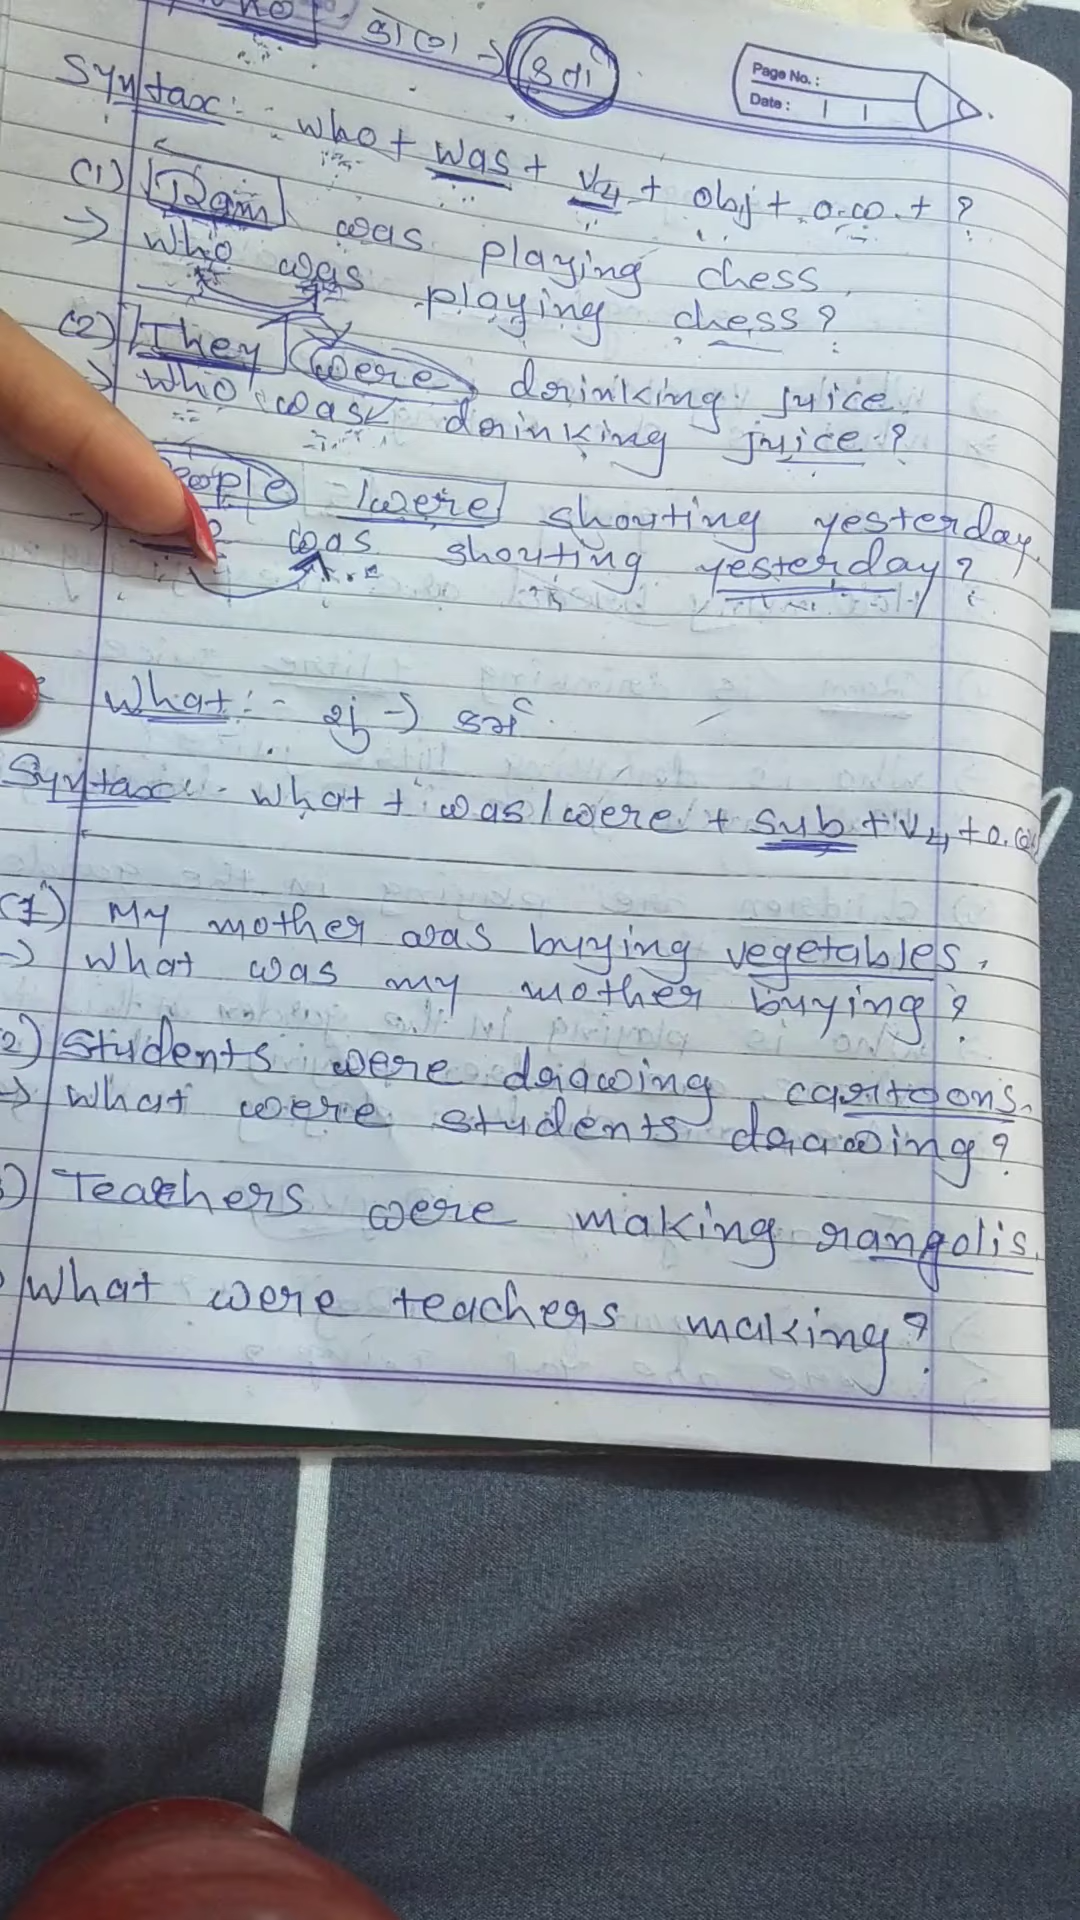 Page No.:
Date:
Syntax :- who + was + V4 + obj + o.w. + ?
(1) Ram was playing chess
→ who was playing chess?
(2) They were drinking juice
→ who was drinking juice?
People were shouting yesterday.
was shouting yesterday?
What :- શું → કર્મ
Syntax :- what + was/were + sub + V4 + o.w
(1) My mother was buying vegetables.
→ what was my mother buying?
2) Students were drawing cartoons.
→ what were students drawing?
) Teachers were making rangolis.
What were teachers making?